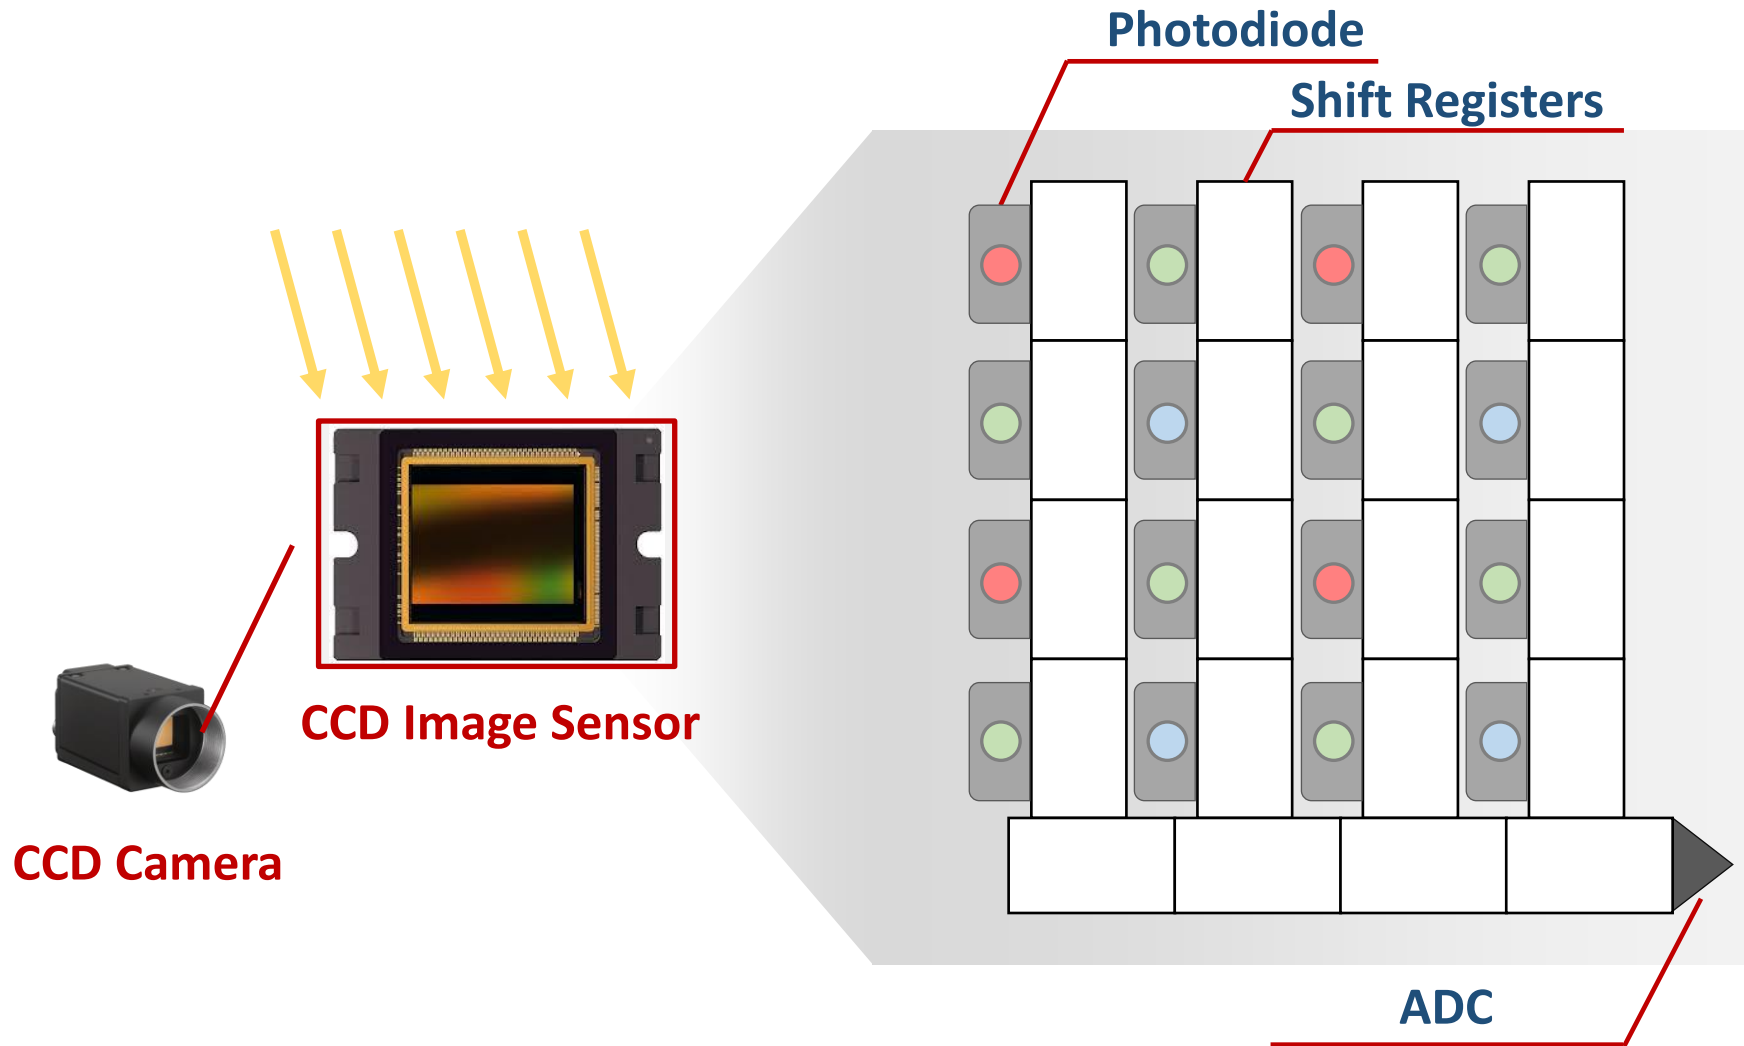 Photodiode
Shift Registers
CCD Image Sensor
CCD Camera
ADC